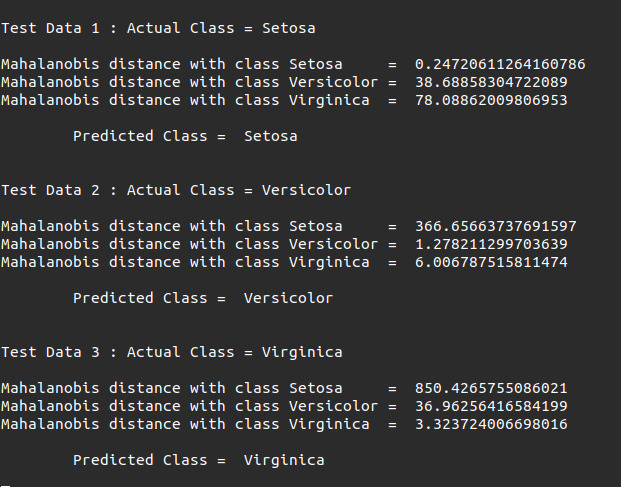 Test Data 1 : Actual Class = Setosa
Mahalanobis distance with class Setosa     =  0.24720611264160786
Mahalanobis distance with class Versicolor =  38.68858304722089
Mahalanobis distance with class Virginica  =  78.08862009806953
Predicted Class =  Setosa
Test Data 2 : Actual Class = Versicolor
Mahalanobis distance with class Setosa     =  366.65663737691597
Mahalanobis distance with class Versicolor =  1.278211299703639
Mahalanobis distance with class Virginica  =  6.006787515811474
Predicted Class =  Versicolor
Test Data 3 : Actual Class = Virginica
Mahalanobis distance with class Setosa     =  850.4265755086021
Mahalanobis distance with class Versicolor =  36.96256416584199
Mahalanobis distance with class Virginica  =  3.323724006698016
Predicted Class =  Virginica